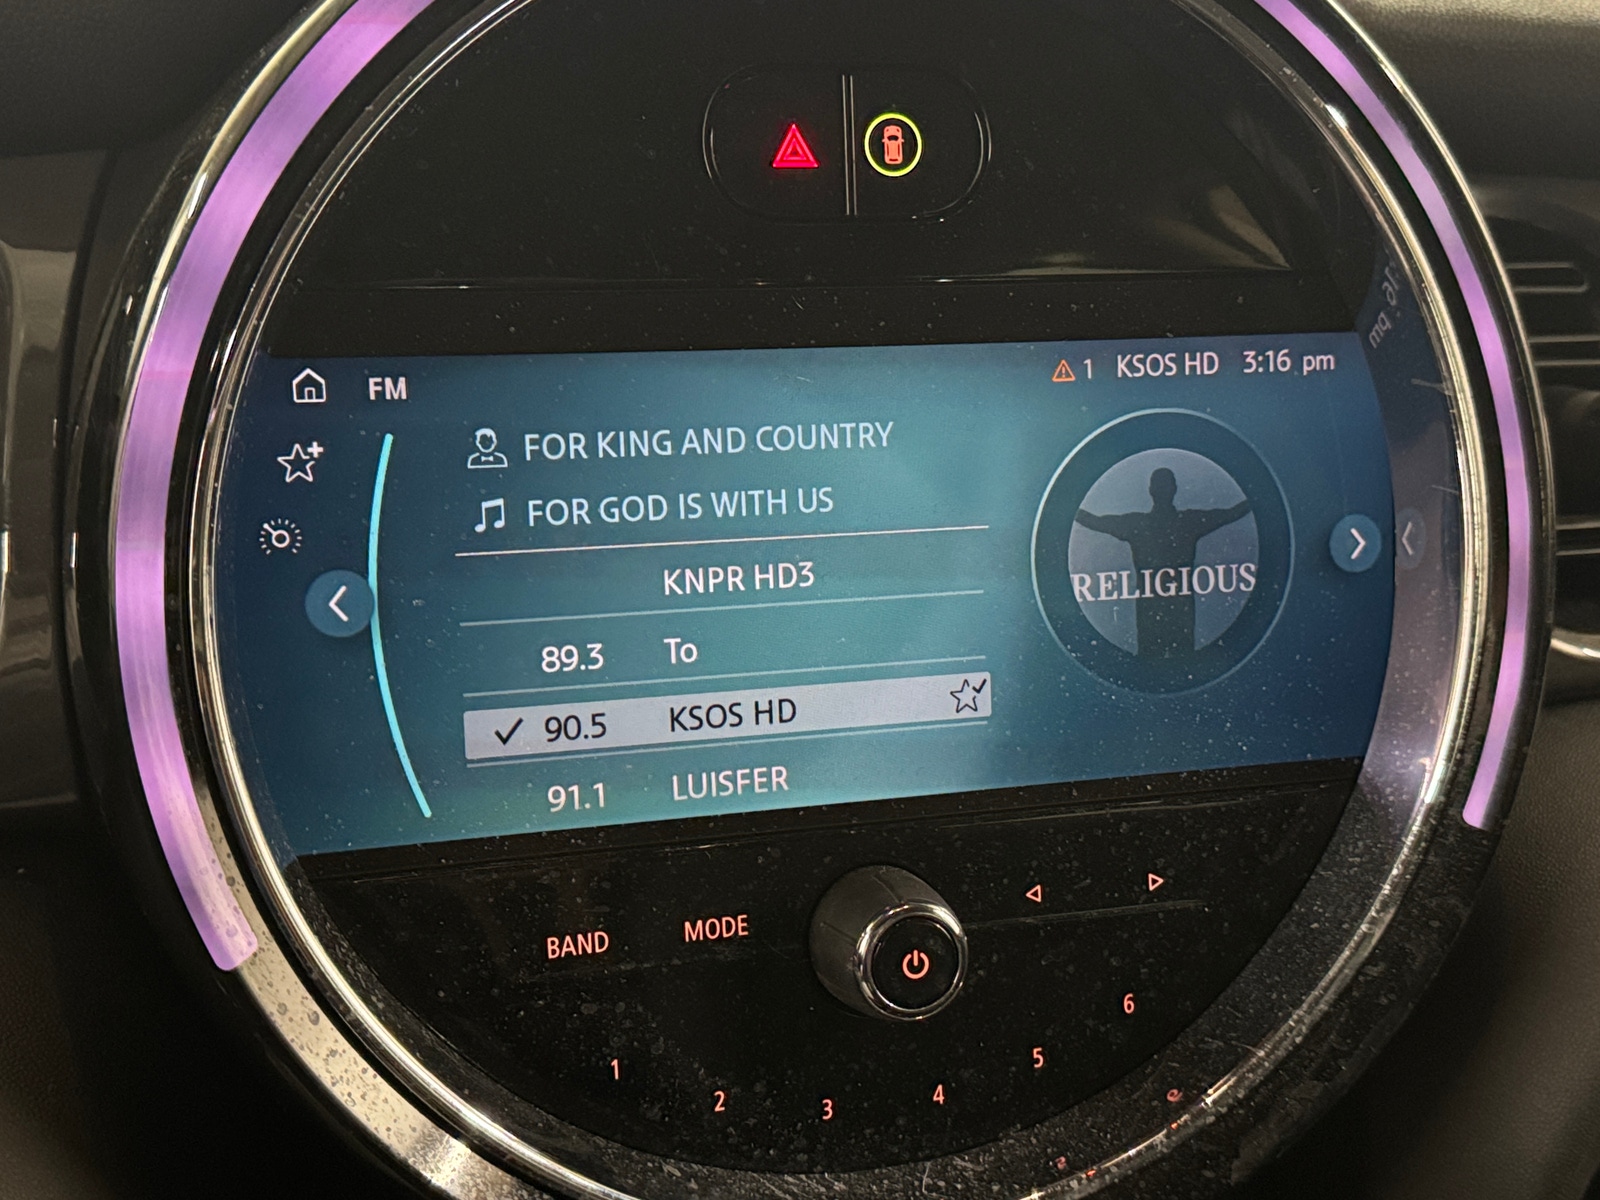 FM
1 KSOS HD 3:16 pm
FOR KING AND COUNTRY
FOR GOD IS WITH US
KNPR HD3
89.3 To
90.5 KSOS HD
91.1 LUISFER
RELIGIOUS
BAND MODE
1 2 3 4 5 6